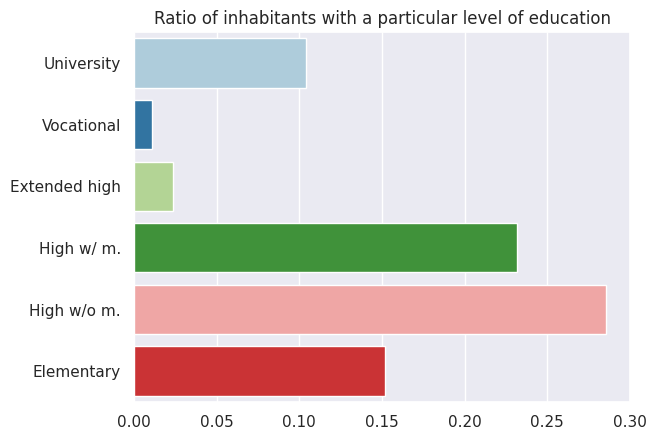 Ratio of inhabitants with a particular level of education
University
Vocational
Extended high
High w/ m.
High w/o m.
Elementary
0.00 0.05 0.10 0.15 0.20 0.25 0.30